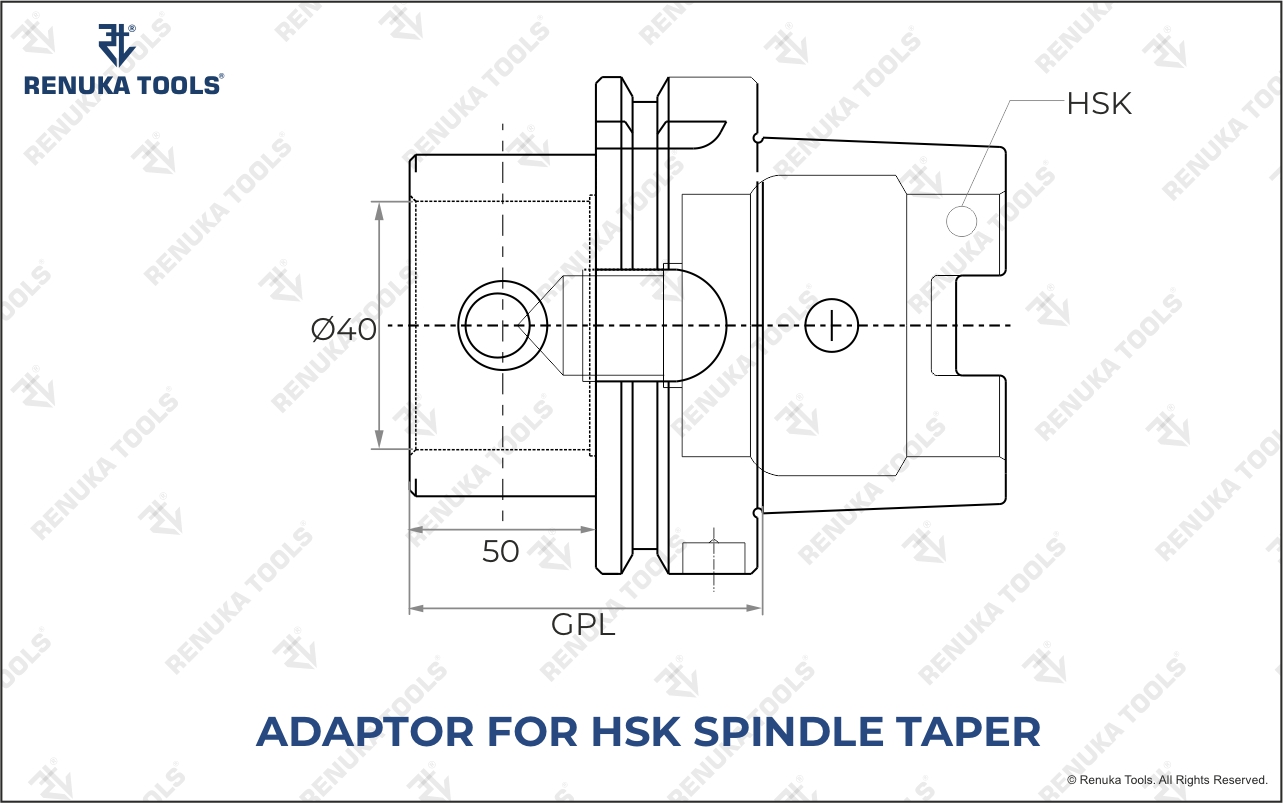 RENUKA TOOLS®
HSK
Ø40
50
GPL
ADAPTOR FOR HSK SPINDLE TAPER
© Renuka Tools. All Rights Reserved.